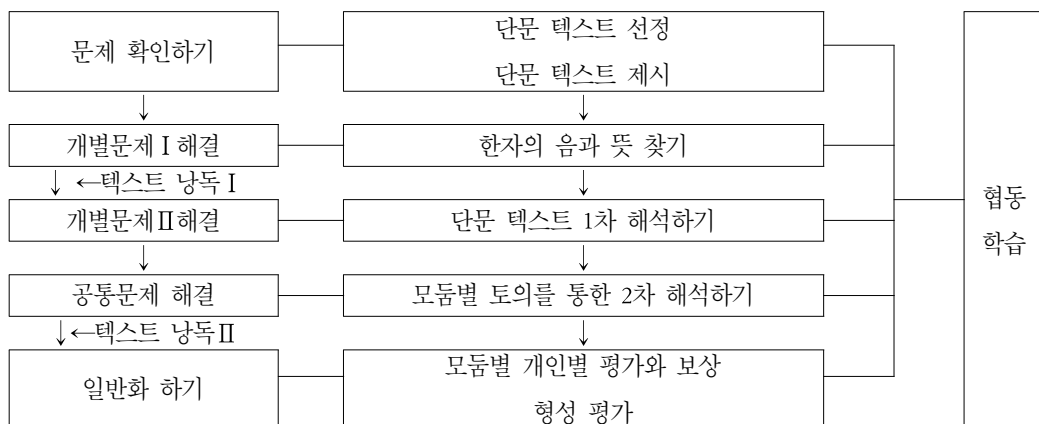 문제 확인하기
단문 텍스트 선정
단문 텍스트 제시
↓
↓
개별문제Ⅰ해결
한자의 음과 뜻 찾기
↓ ←텍스트 낭독Ⅰ
↓
개별문제Ⅱ해결
단문 텍스트 1차 해석하기
↓
↓
공통문제 해결
모둠별 토의를 통한 2차 해석하기
↓ ←텍스트 낭독Ⅱ
↓
일반화 하기
모둠별 개인별 평가와 보상
형성 평가
협동
학습